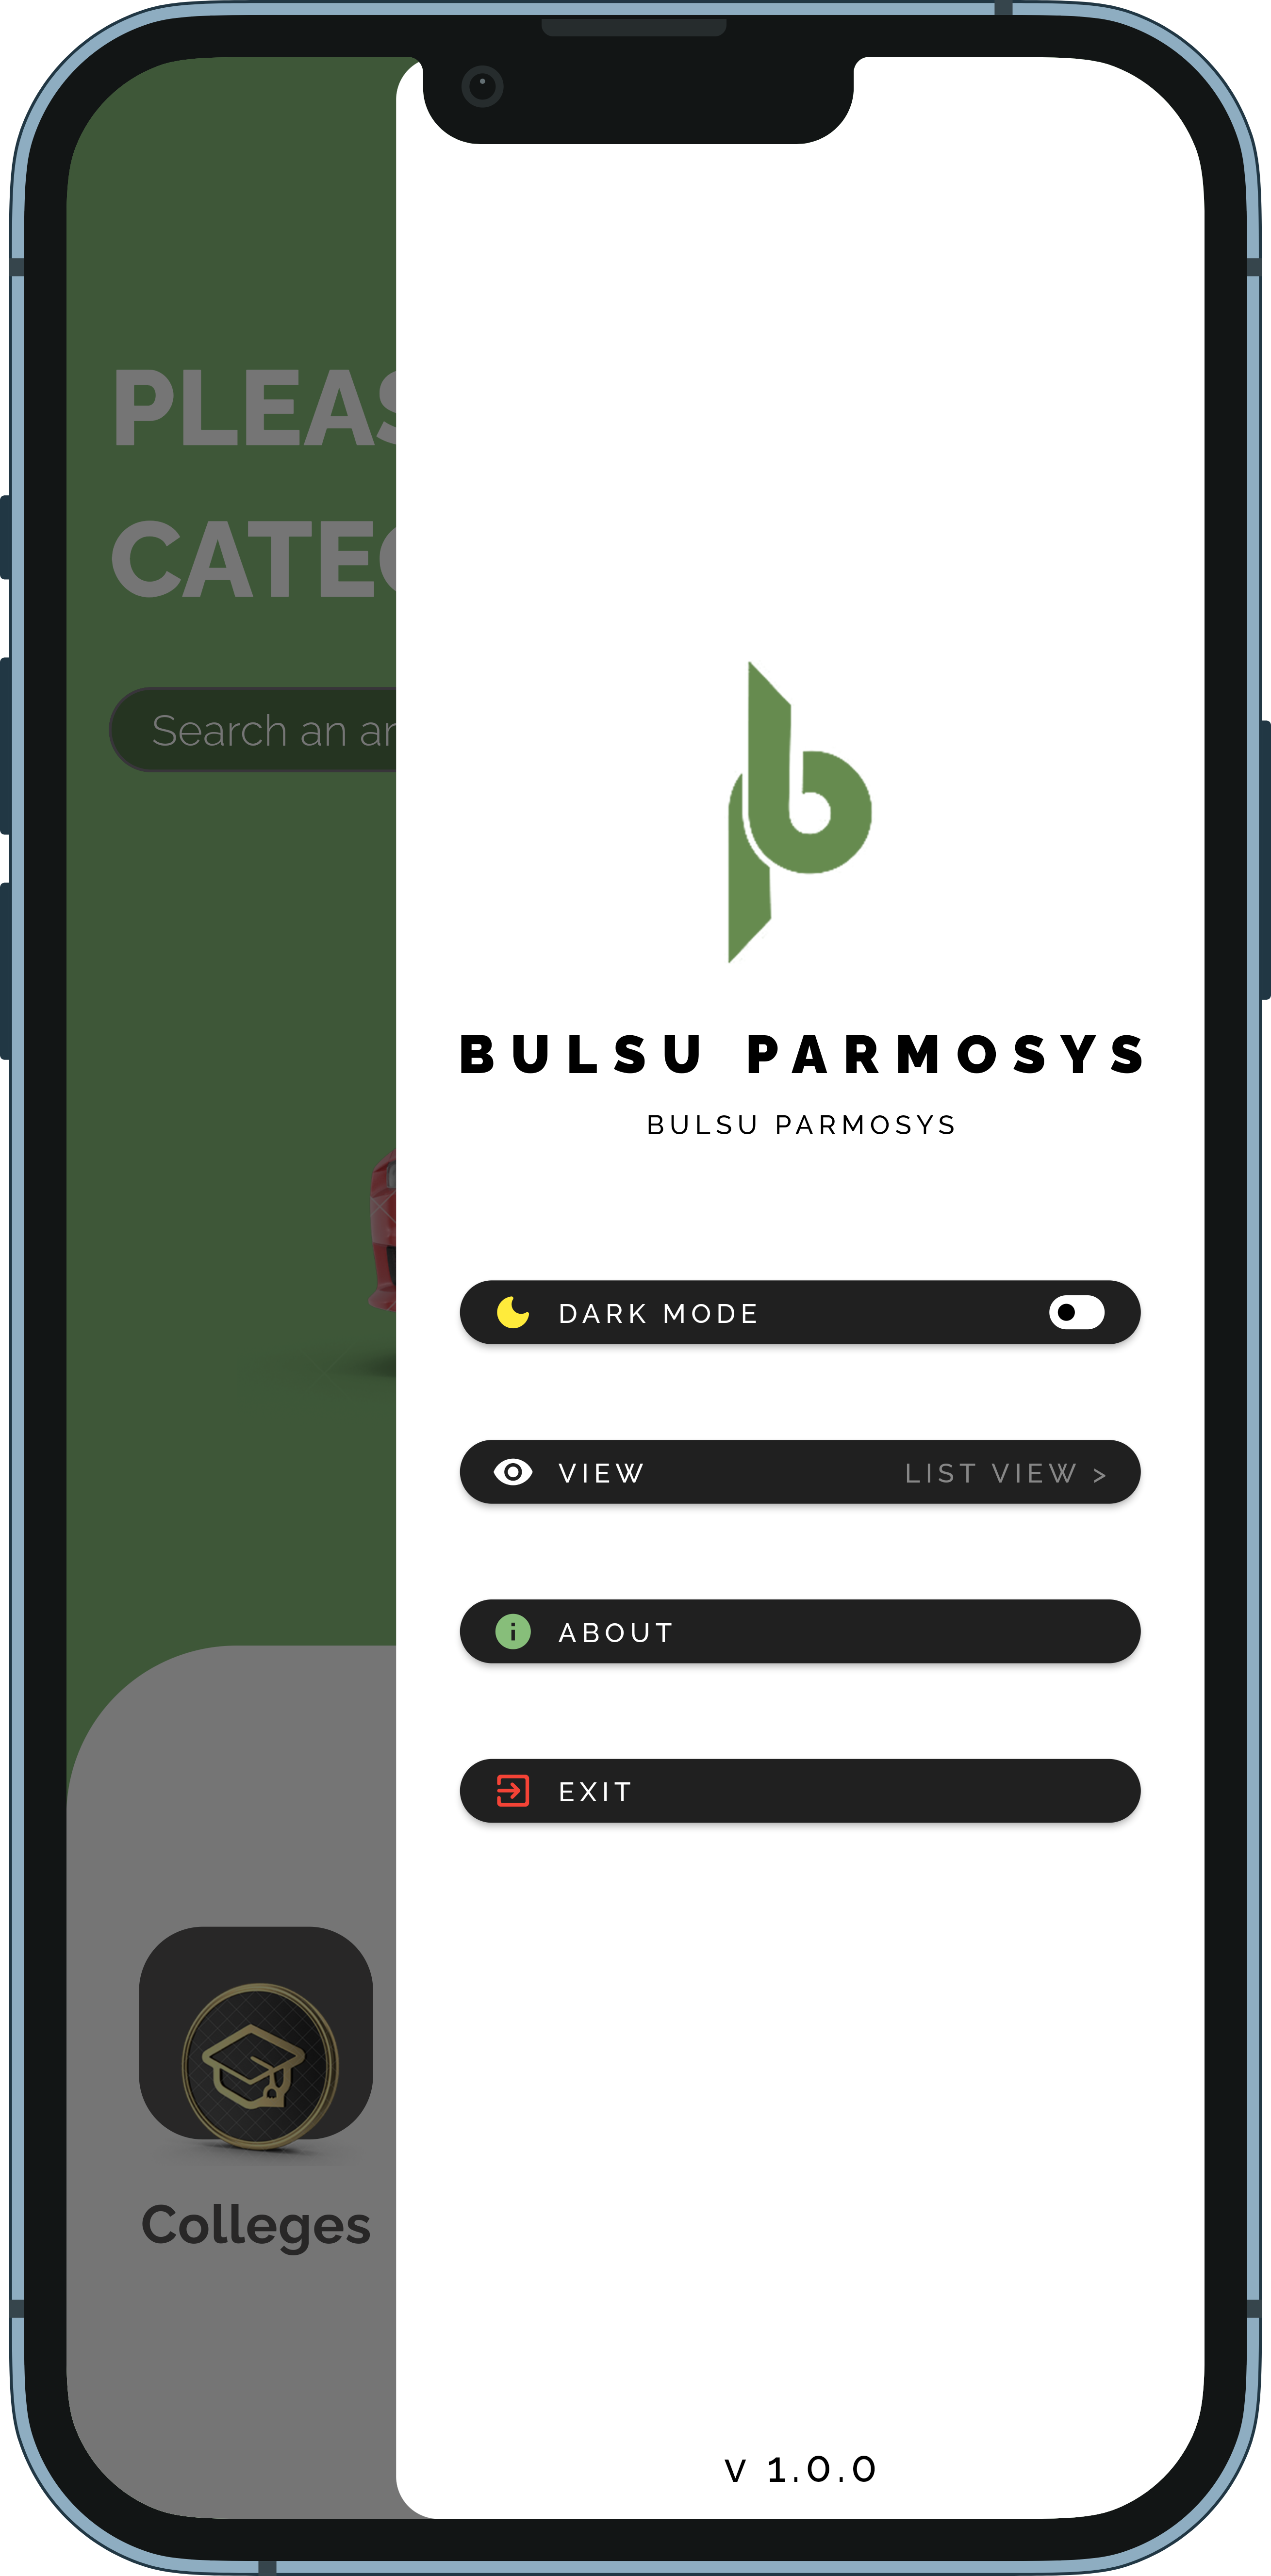 PLEAS
CATEG
Search an ar
BULSU PARMOSYS
BULSU PARMOSYS
DARK MODE
VIEW LIST VIEW >
ABOUT
EXIT
Colleges
v 1.0.0